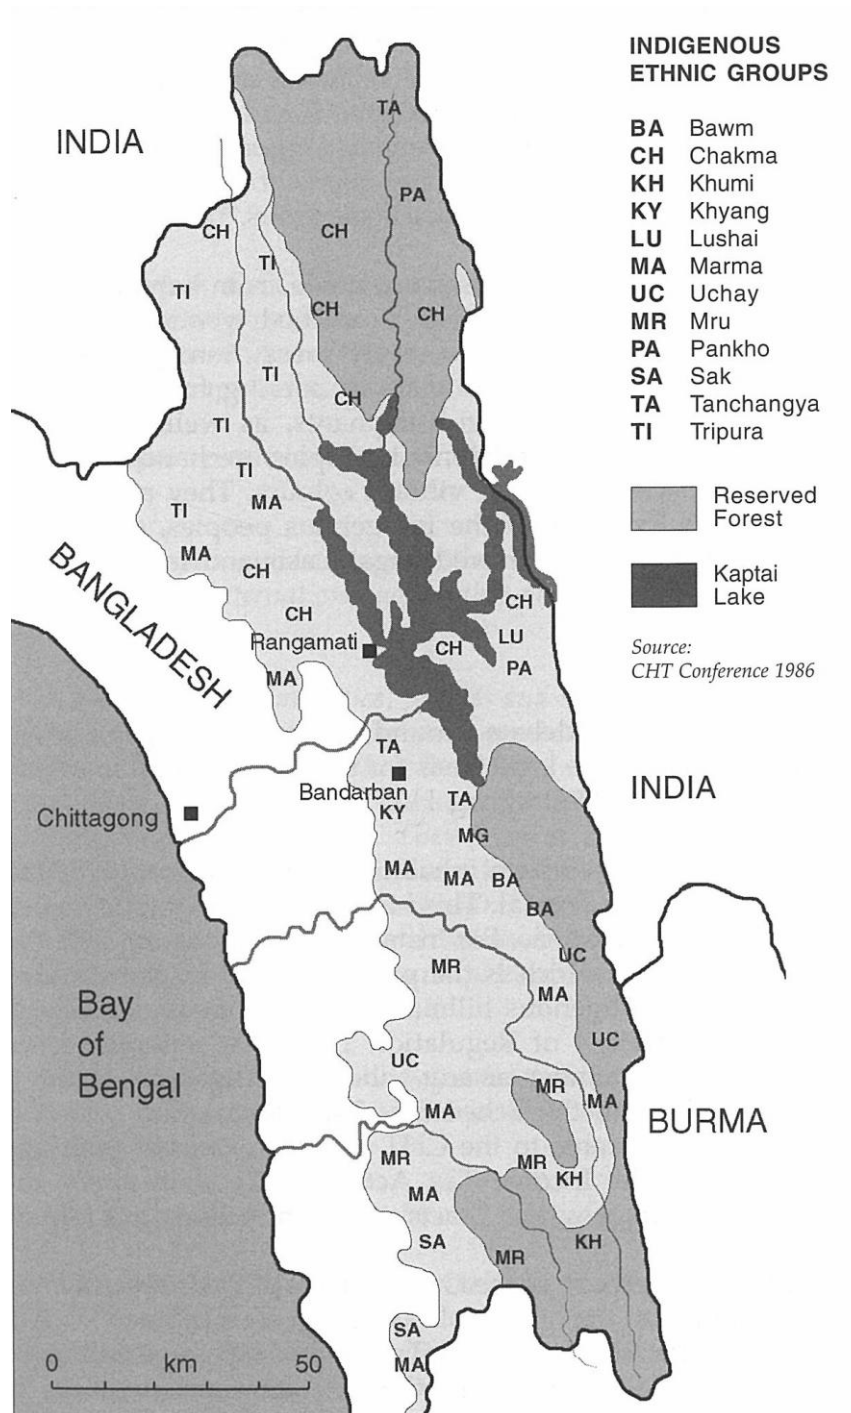 INDIGENOUS
ETHNIC GROUPS
BA Bawm
CH Chakma
KH Khumi
KY Khyang
LU Lushai
MA Marma
UC Uchay
MR Mru
PA Pankho
SA Sak
TA Tanchangya
TI Tripura
Reserved
Forest
Kaptai
Lake
Source:
CHT Conference 1986
INDIA
TA
PA
CH
CH
TI
TI
CH
CH
TI
CH
TI
TI
MA
TI
MA
CH
BANGLADESH
CH
CH
Rangamati
CH
LU
PA
MA
TA
INDIA
Bandarban
TA
Chittagong
KY
MG
MA
MA
BA
BA
UC
MR
MA
Bay
of
Bengal
UC
UC
MR
MA
MA
BURMA
MR
MR
KH
MA
SA
KH
MR
SA
MA
0 km 50